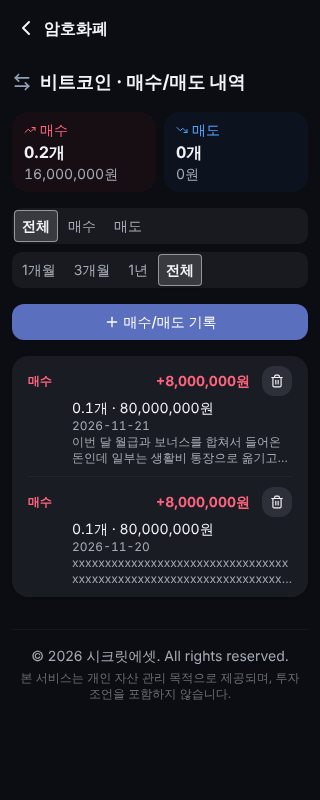 암호화폐
비트코인 · 매수/매도 내역
매수
0.2개
16,000,000원
매도
0개
0원
전체 매수 매도
1개월 3개월 1년 전체
+ 매수/매도 기록
매수 +8,000,000원
0.1개 · 80,000,000원
2026-11-21
이번 달 월급과 보너스를 합쳐서 들어온
돈인데 일부는 생활비 통장으로 옮기고...
매수 +8,000,000원
0.1개 · 80,000,000원
2026-11-20
xxxxxxxxxxxxxxxxxxxxxxxxxxxxxxxxx
xxxxxxxxxxxxxxxxxxxxxxxxxxxxxxxx...
© 2026 시크릿에셋. All rights reserved.
본 서비스는 개인 자산 관리 목적으로 제공되며, 투자
조언을 포함하지 않습니다.